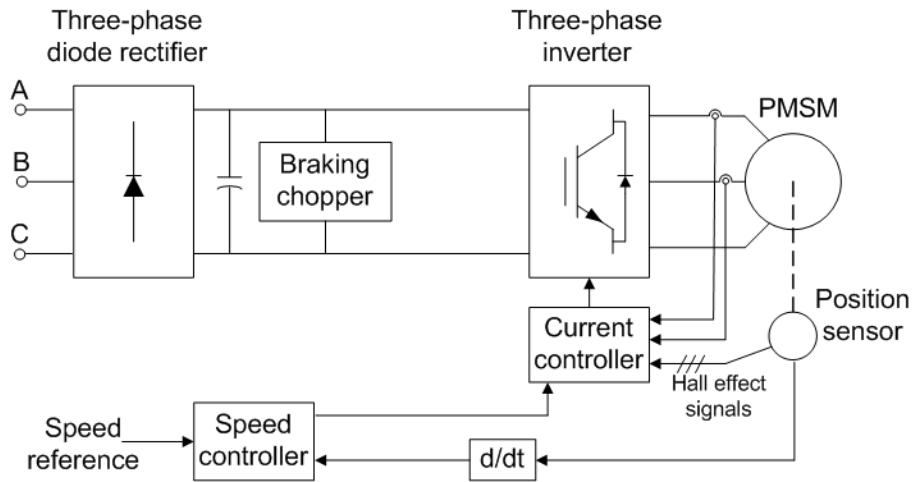 Three-phase
diode rectifier
Three-phase
inverter
PMSM
A
B
C
Braking
chopper
Position
sensor
Current
controller
Hall effect
signals
Speed
reference
Speed
controller
d/dt